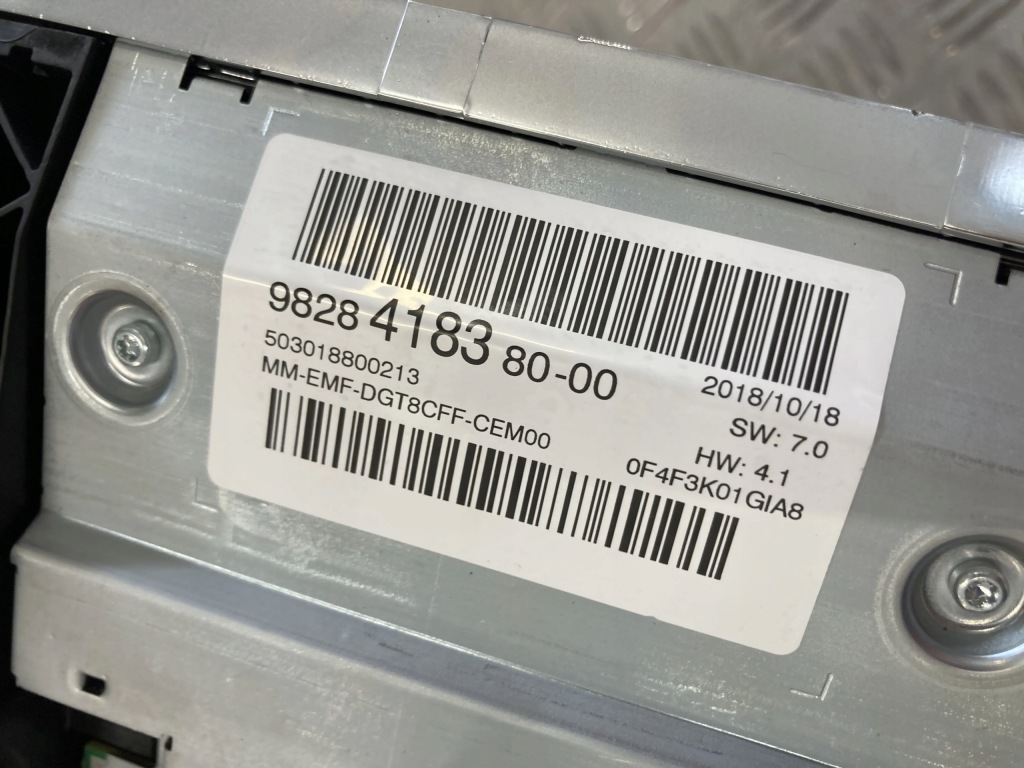 9828 4183 80-00
503018800213
MM-EMF-DGT8CFF-CEM00
2018/10/18
SW: 7.0
HW: 4.1
0F4F3K01GIA8